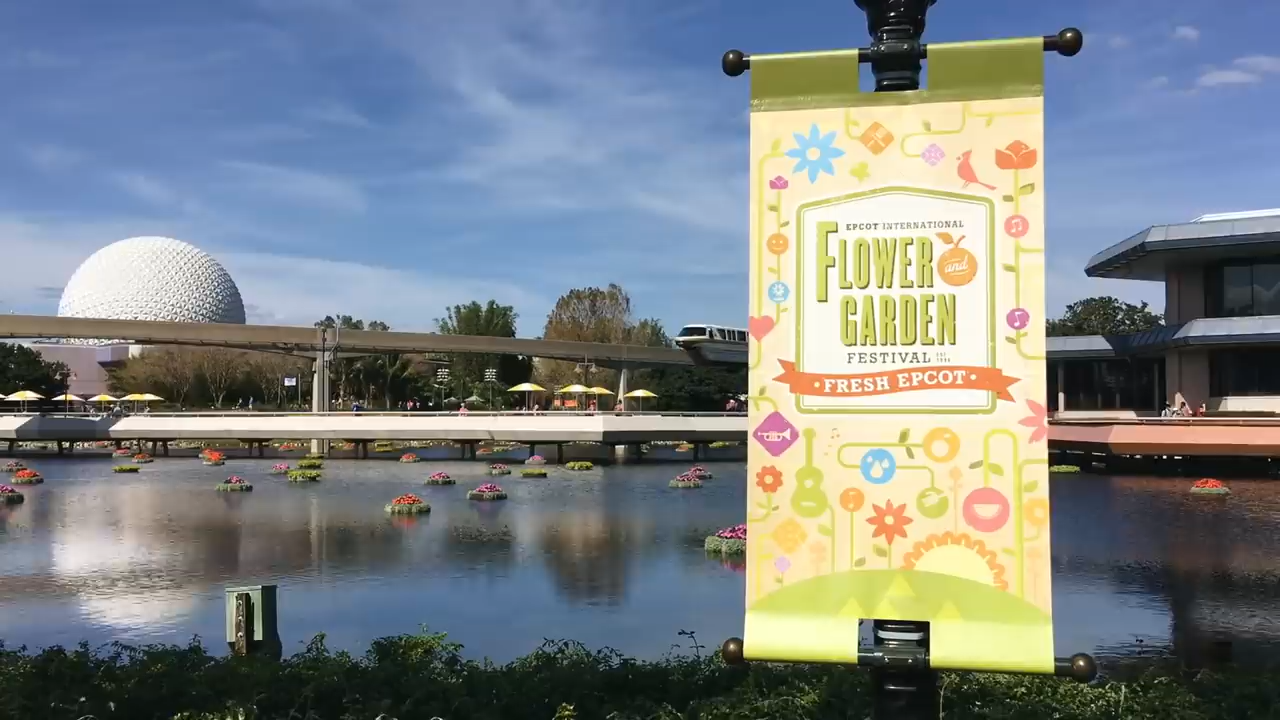 EPCOT INTERNATIONAL
FLOWER and
GARDEN
FESTIVAL
FRESH EPCOT